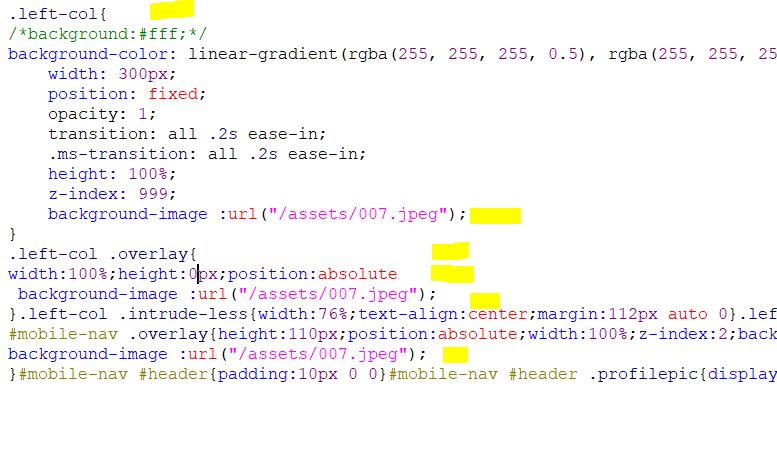 .left-col{
/*background:#fff;*/
background-color: linear-gradient(rgba(255, 255, 255, 0.5), rgba(255, 255, 25
width: 300px;
position: fixed;
opacity: 1;
transition: all .2s ease-in;
.ms-transition: all .2s ease-in;
height: 100%;
z-index: 999;
background-image :url("/assets/007.jpeg");
}
.left-col .overlay{
width:100%;height:0px;position:absolute
background-image :url("/assets/007.jpeg");
}.left-col .intrude-less{width:76%;text-align:center;margin:112px auto 0}.lef
#mobile-nav .overlay{height:110px;position:absolute;width:100%;z-index:2;back
background-image :url("/assets/007.jpeg");
}#mobile-nav #header{padding:10px 0 0}#mobile-nav #header .profilepic{display